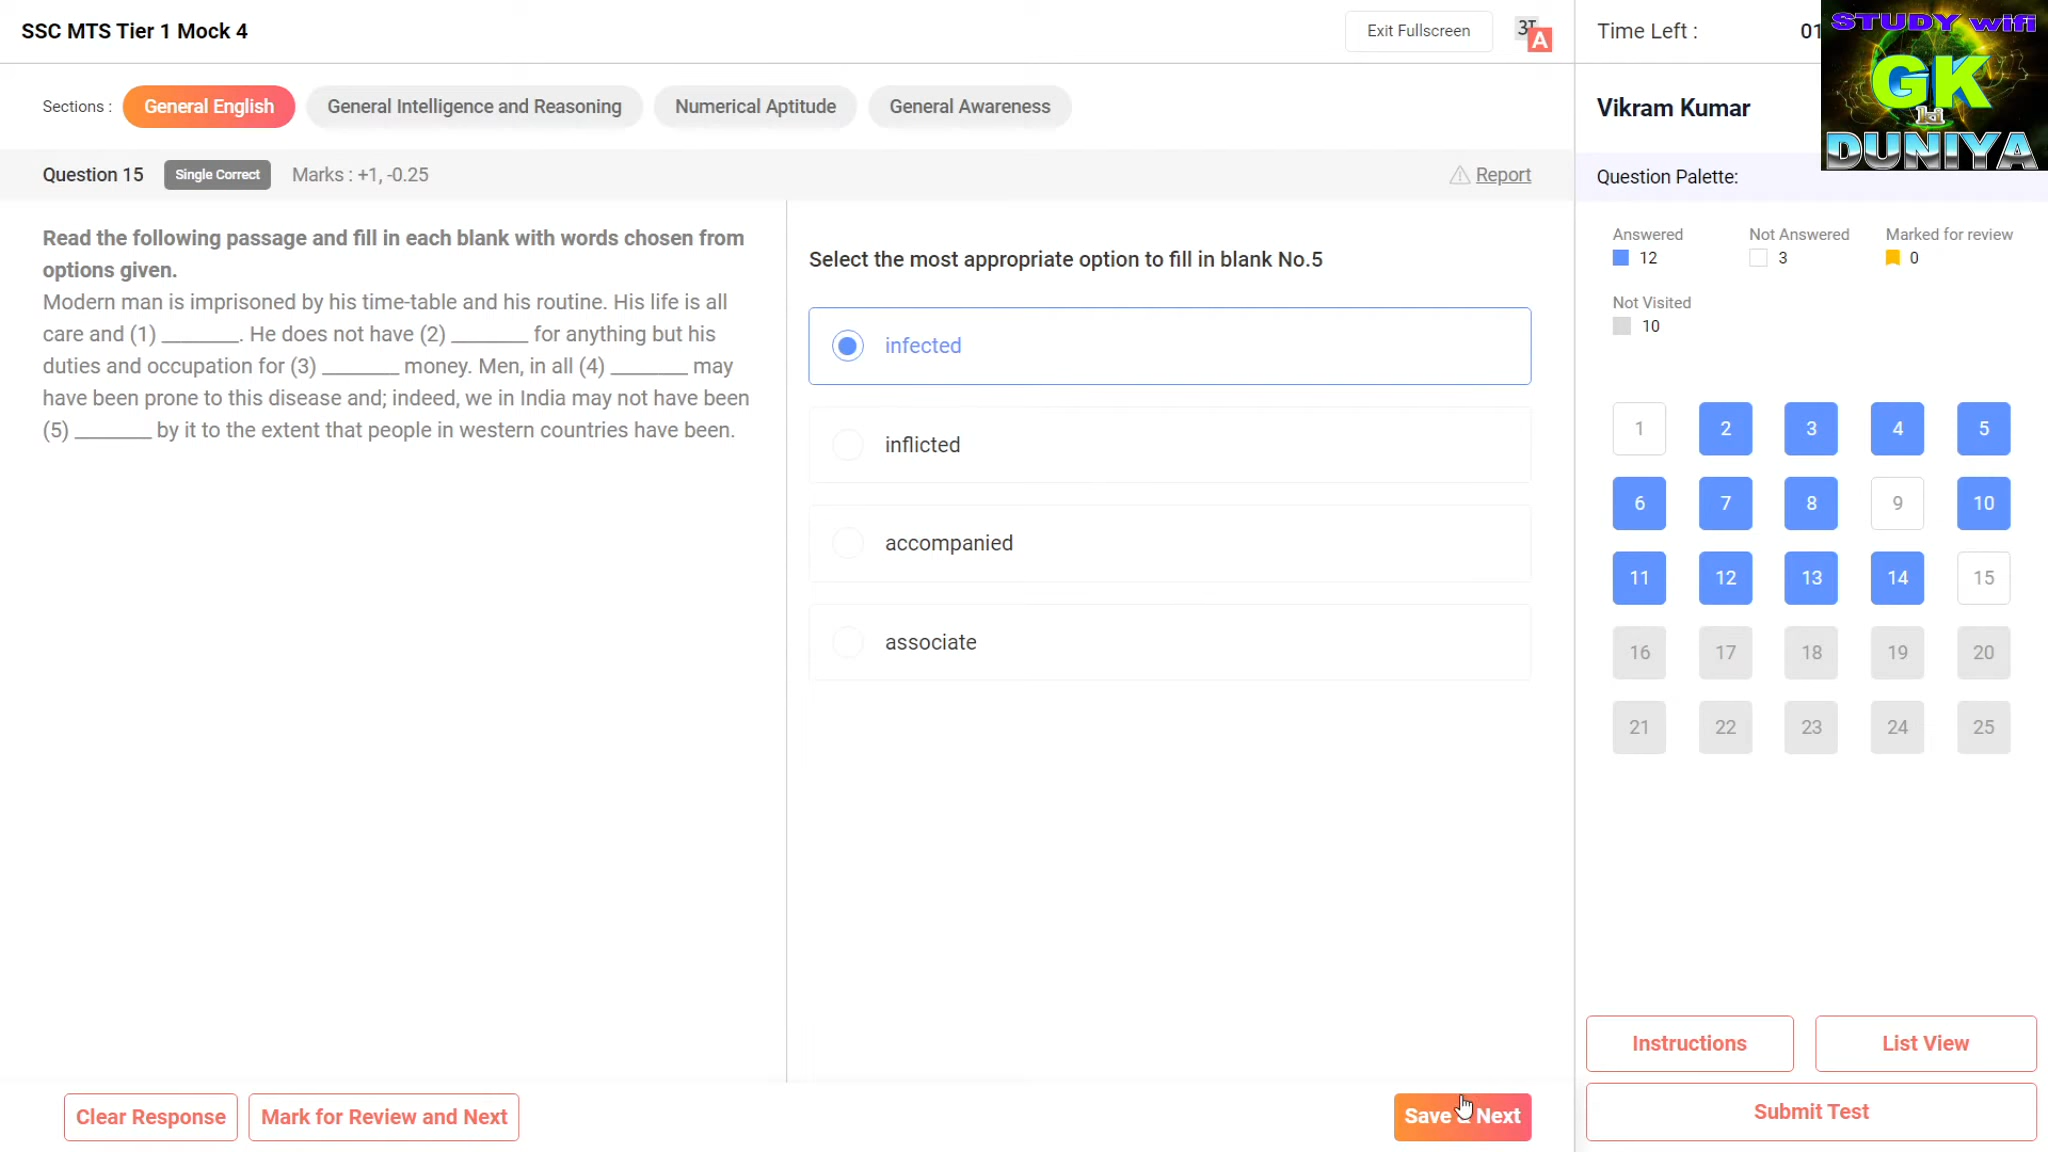 SSC MTS Tier 1 Mock 4
Exit Fullscreen
A
Time Left :
01
STUDY wifi
GK
ki
DUNIYA
Sections :
General English
General Intelligence and Reasoning
Numerical Aptitude
General Awareness
Vikram Kumar
Question 15
Single Correct
Marks : +1, -0.25
Report
Question Palette:
Read the following passage and fill in each blank with words chosen from
options given.
Modern man is imprisoned by his time-table and his routine. His life is all
care and (1) _______. He does not have (2) _______ for anything but his
duties and occupation for (3) _______ money. Men, in all (4) _______ may
have been prone to this disease and; indeed, we in India may not have been
(5) _______ by it to the extent that people in western countries have been.
Select the most appropriate option to fill in blank No.5
infected
inflicted
accompanied
associate
Answered
12
Not Answered
3
Marked for review
0
Not Visited
10
1 2 3 4 5
6 7 8 9 10
11 12 13 14 15
16 17 18 19 20
21 22 23 24 25
Instructions
List View
Clear Response
Mark for Review and Next
Save & Next
Submit Test